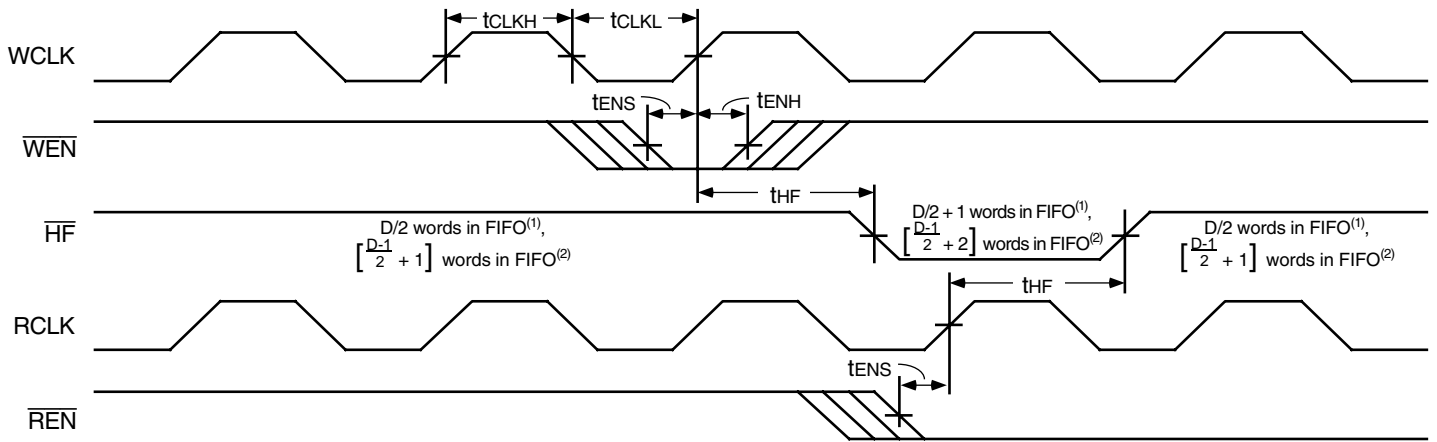 tCLKH tCLKL
WCLK
tENS tENH
WEN
tHF
HF
D/2 words in FIFO(1),
[D-1/2 + 1] words in FIFO(2)
D/2 + 1 words in FIFO(1),
[D-1/2 + 2] words in FIFO(2)
D/2 words in FIFO(1),
[D-1/2 + 1] words in FIFO(2)
tHF
RCLK
tENS
REN